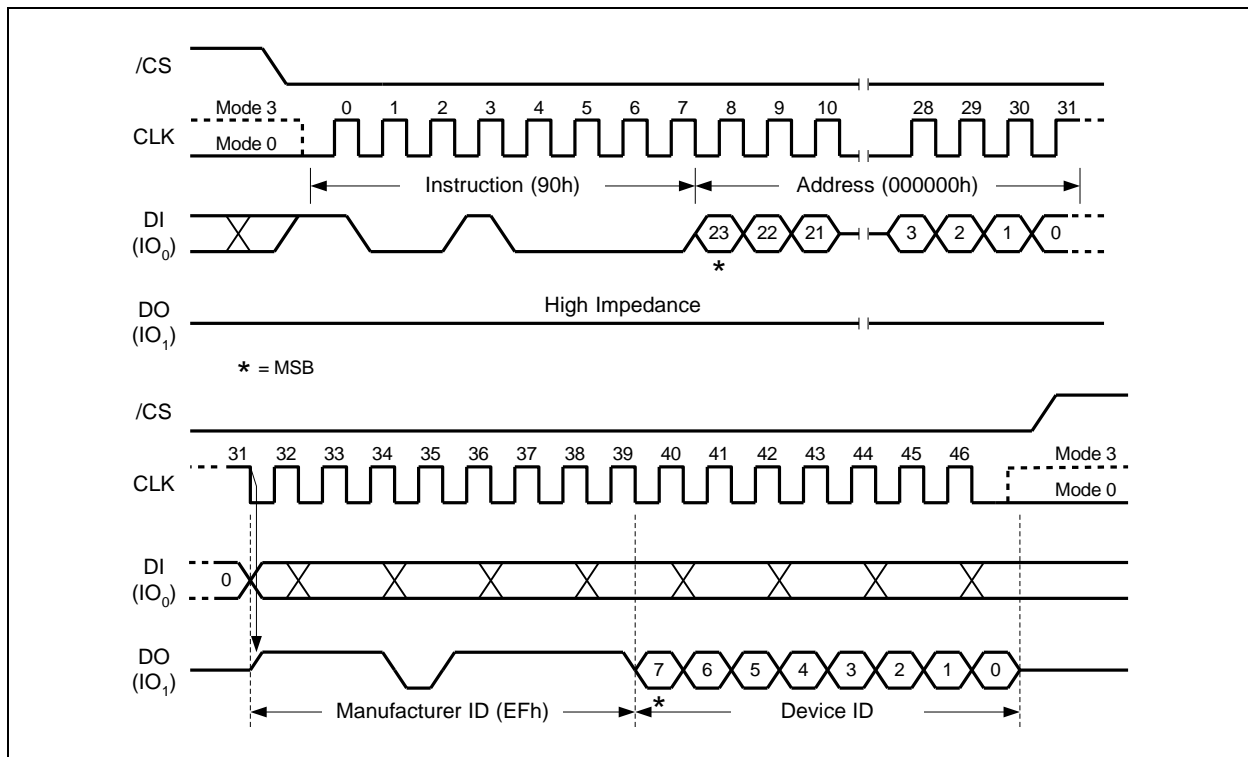 /CS
Mode 3 0 1 2 3 4 5 6 7 8 9 10 28 29 30 31
CLK
Mode 0
Instruction (90h) Address (000000h)
DI
(IO0) 23 22 21 3 2 1 0
*
DO High Impedance
(IO1)
* = MSB
/CS
31 32 33 34 35 36 37 38 39 40 41 42 43 44 45 46 Mode 3
CLK
Mode 0
DI
(IO0) 0
DO
(IO1) 7 6 5 4 3 2 1 0
*
Manufacturer ID (EFh) Device ID